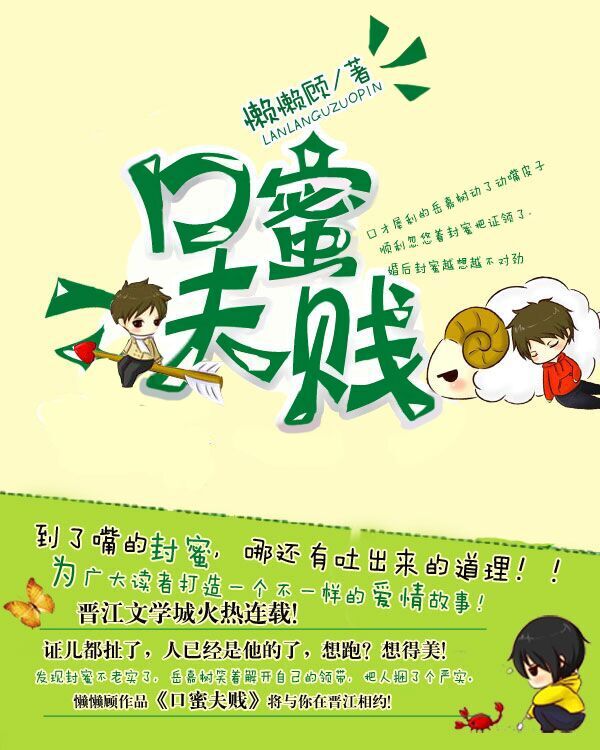 懒懒顾/著
LANLANGUZUOPIN
口蜜
夫贱
口才犀利的岳嘉树动了动嘴皮子
顺利忽悠着封蜜把证领了.
婚后封蜜越想越不对劲
到了嘴的封蜜，哪还有吐出来的道理！！
为广大读者打造一个不一样的爱情故事！
晋江文学城火热连载!
证儿都扯了，人已经是他的了，想跑？想得美!
发现封蜜不老实了，岳嘉树笑着解开自己的领带，把人捆了个严实。
懒懒顾作品《口蜜夫贱》将与你在晋江相约!